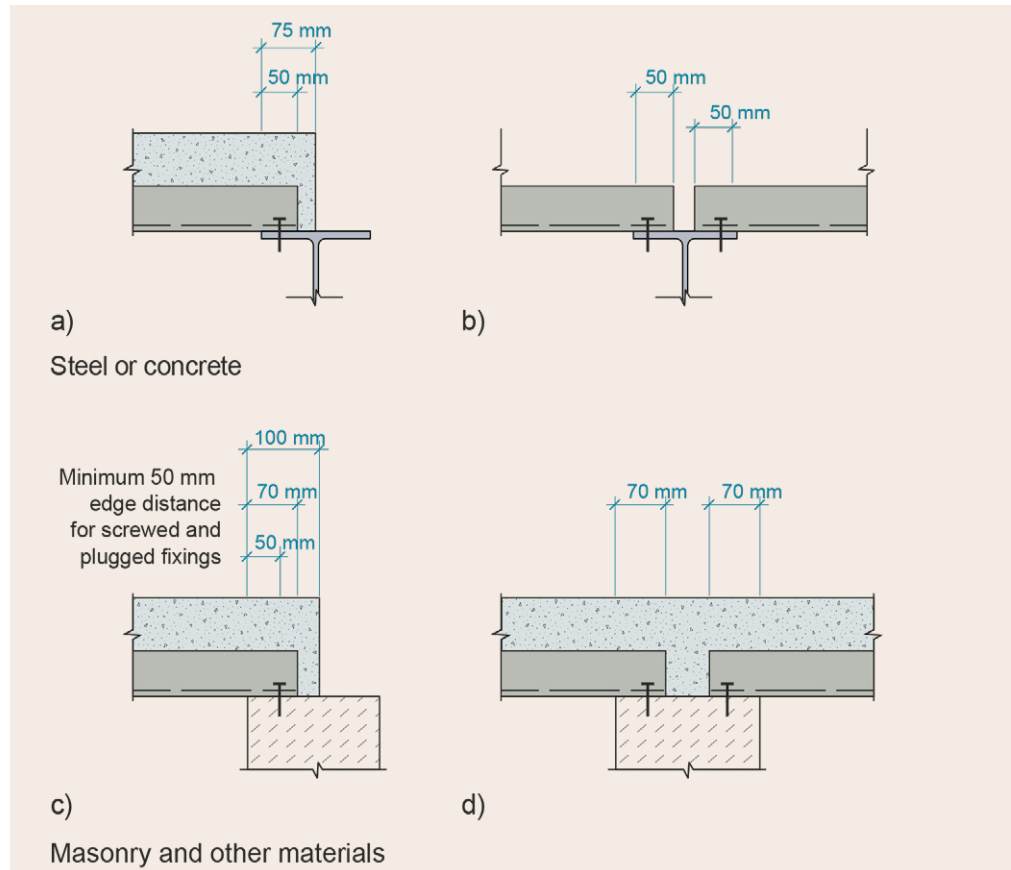 75 mm
50 mm
50 mm
50 mm
a)
b)
Steel or concrete
100 mm
Minimum 50 mm
edge distance
for screwed and
plugged fixings
70 mm
50 mm
70 mm
70 mm
c)
d)
Masonry and other materials